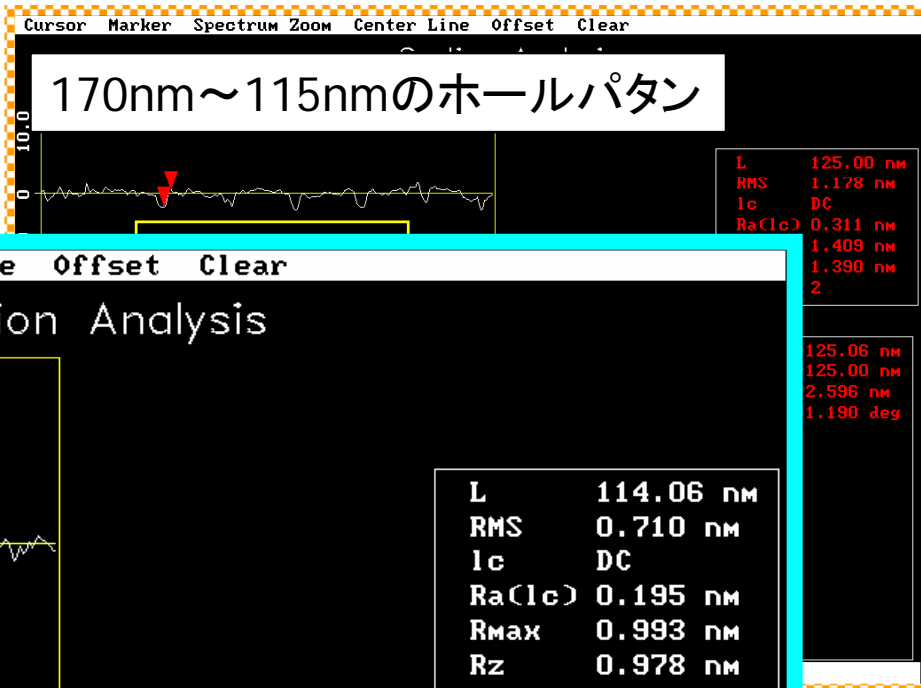 Cursor Marker Spectrum Zoom Center Line Offset Clear
170nm～115nmのホールパタン
10.0
0
L 125.00 nm
RMS 1.178 nm
lc DC
Ra(lc) 0.311 nm
1.409 nm
1.390 nm
2
Offset Clear
Analysis
125.06 nm
125.00 nm
2.596 nm
1.190 deg
L 114.06 nm
RMS 0.710 nm
lc DC
Ra(lc) 0.195 nm
Rmax 0.993 nm
Rz 0.978 nm